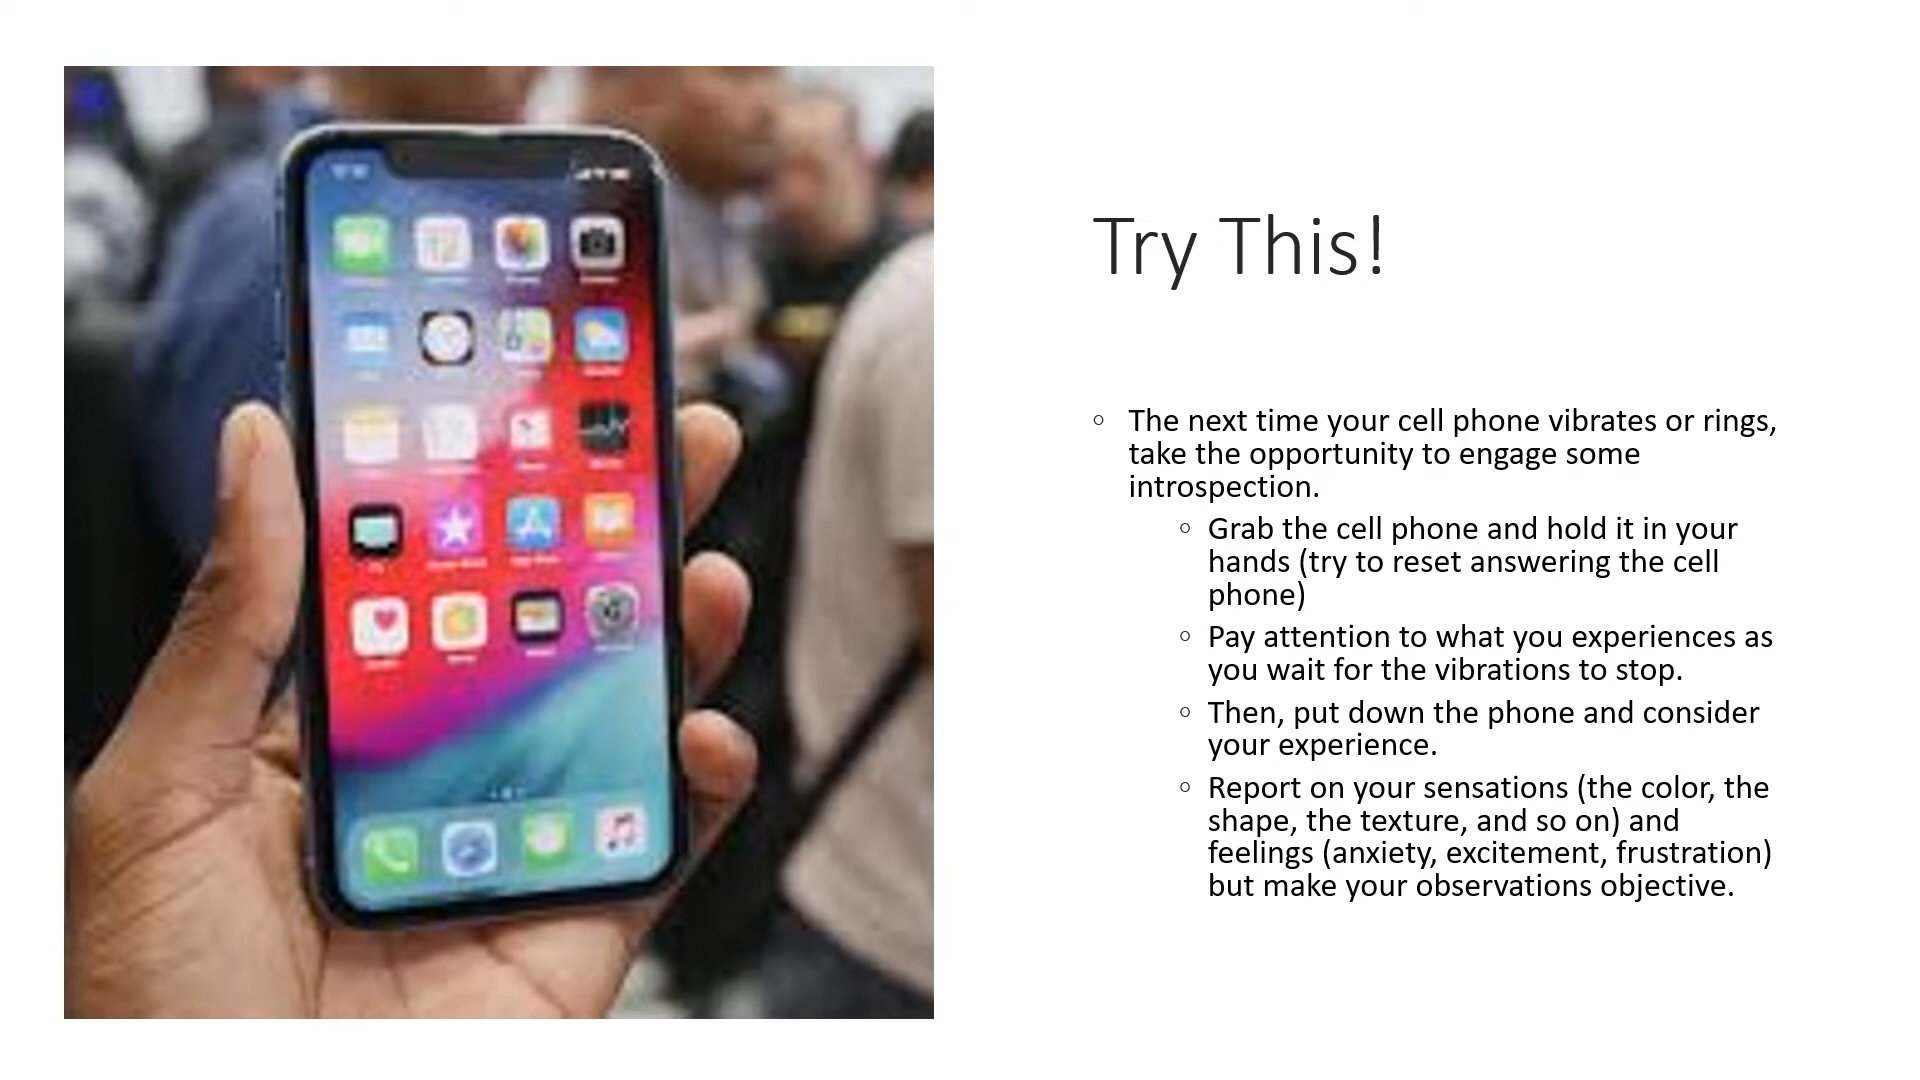 Try This!
The next time your cell phone vibrates or rings,
take the opportunity to engage some
introspection.
Grab the cell phone and hold it in your
hands (try to reset answering the cell
phone)
Pay attention to what you experiences as
you wait for the vibrations to stop.
Then, put down the phone and consider
your experience.
Report on your sensations (the color, the
shape, the texture, and so on) and
feelings (anxiety, excitement, frustration)
but make your observations objective.